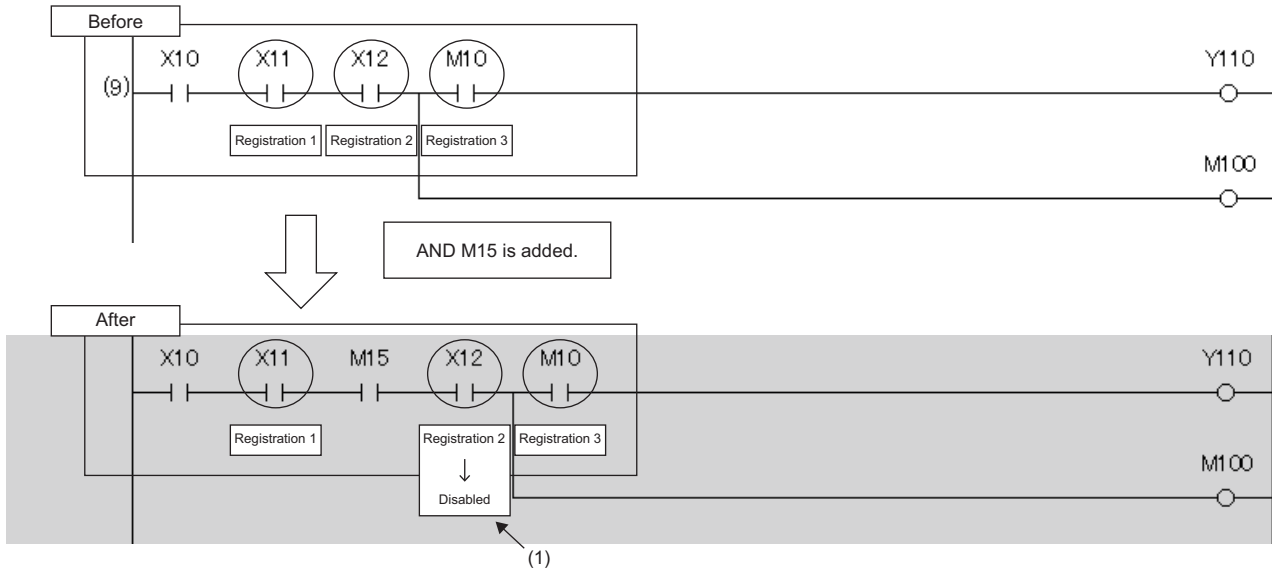 Before
X10 X11 X12 M10 Y110
(9)
Registration 1 Registration 2 Registration 3
M100
AND M15 is added.
After
X10 X11 M15 X12 M10 Y110
Registration 1 Registration 2 Registration 3
↓
M100
Disabled
(1)